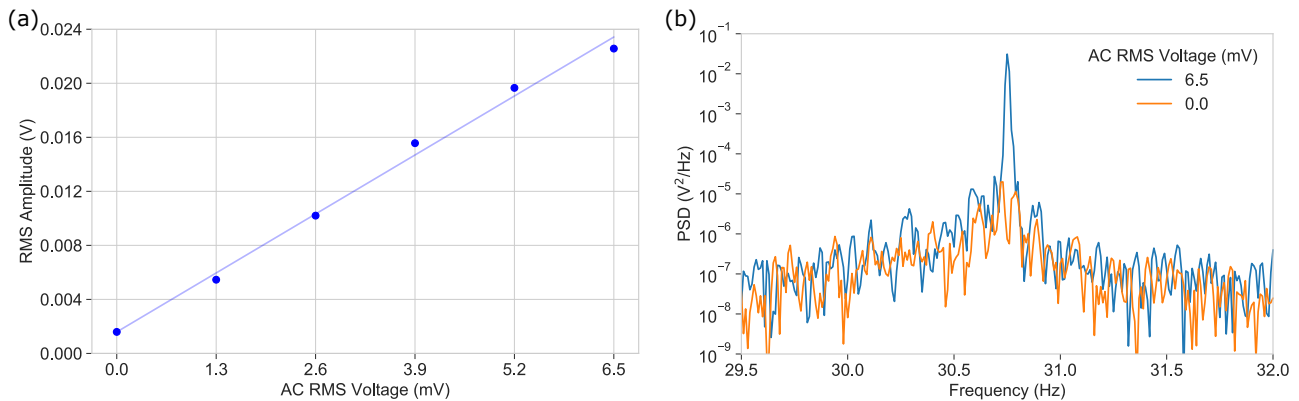 (a)
0.024
0.020
0.016
0.012
0.008
0.004
0.000
RMS Amplitude (V)
0.0 1.3 2.6 3.9 5.2 6.5
AC RMS Voltage (mV)
(b)
10⁻¹
10⁻²
10⁻³
10⁻⁴
10⁻⁵
10⁻⁶
10⁻⁷
10⁻⁸
10⁻⁹
PSD (V²/Hz)
AC RMS Voltage (mV)
6.5
0.0
29.5 30.0 30.5 31.0 31.5 32.0
Frequency (Hz)